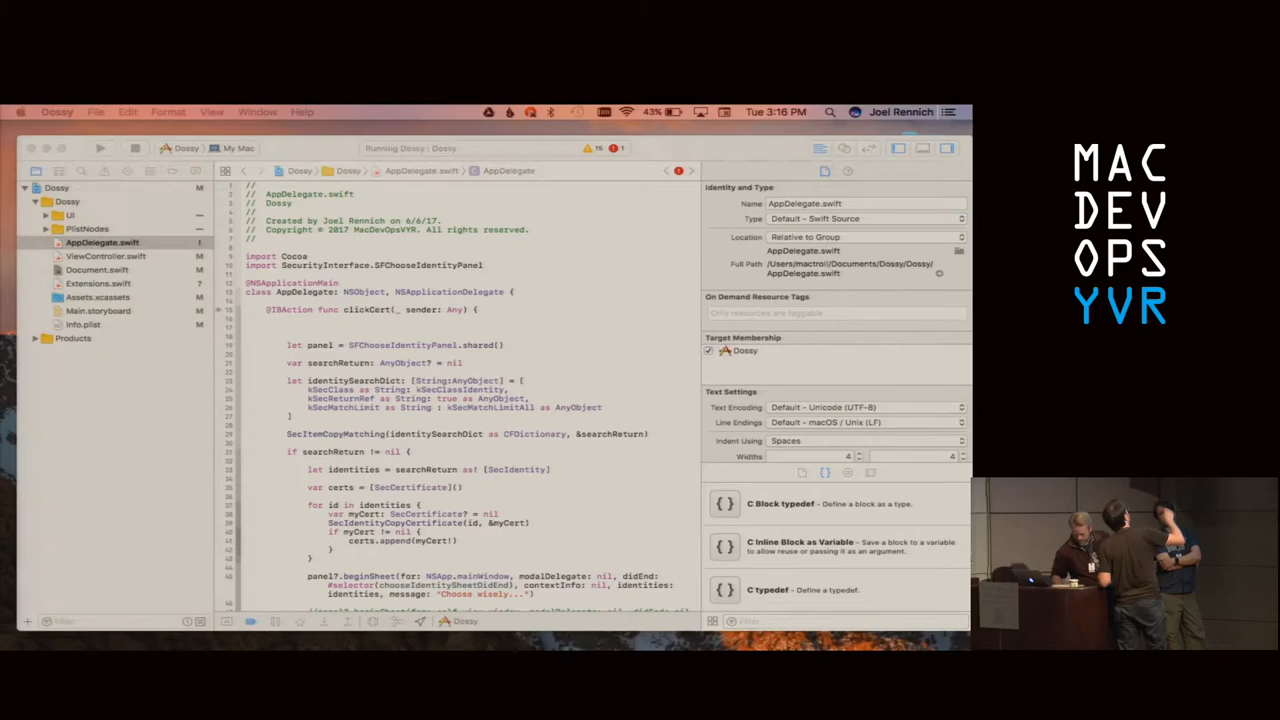 Dossy File Edit Format View Window Help
43% Tue 3:16 PM Joel Rennich
Dossy My Mac
Running Dossy : Dossy
15 1
Dossy Dossy AppDelegate.swift AppDelegate
Dossy M
Dossy
UI
PlistNodes
AppDelegate.swift !
ViewController.swift M
Document.swift M
Extensions.swift ?
Assets.xcassets M
Main.storyboard M
Info.plist M
Products
Filter
//
// AppDelegate.swift
// Dossy
//
// Created by Joel Rennich on 6/6/17.
// Copyright © 2017 MacDevOpsYVR. All rights reserved.
//
import Cocoa
import SecurityInterface.SFChooseIdentityPanel
@NSApplicationMain
class AppDelegate: NSObject, NSApplicationDelegate {
@IBAction func clickCert(_ sender: Any) {
let panel = SFChooseIdentityPanel.shared()
var searchReturn: AnyObject? = nil
let identitySearchDict: [String:AnyObject] = [
kSecClass as String: kSecClassIdentity,
kSecReturnRef as String: true as AnyObject,
kSecMatchLimit as String : kSecMatchLimitAll as AnyObject
]
SecItemCopyMatching(identitySearchDict as CFDictionary, &searchReturn)
if searchReturn != nil {
let identities = searchReturn as! [SecIdentity]
var certs = [SecCertificate]()
for id in identities {
var myCert: SecCertificate? = nil
SecIdentityCopyCertificate(id, &myCert)
if myCert != nil {
certs.append(myCert!)
}
}
panel?.beginSheet(for: NSApp.mainWindow, modalDelegate: nil, didEnd:
#selector(chooseIdentitySheetDidEnd), contextInfo: nil, identities:
identities, message: "Choose wisely...")
Dossy
Identity and Type
Name AppDelegate.swift
Type Default - Swift Source
Location Relative to Group
AppDelegate.swift
Full Path /Users/mactroll/Documents/Dossy/Dossy/
AppDelegate.swift
On Demand Resource Tags
Only resources are taggable
Target Membership
Dossy
Text Settings
Text Encoding Default - Unicode (UTF-8)
Line Endings Default - macOS / Unix (LF)
Indent Using Spaces
Widths 4 4
{ } C Block typedef - Define a block as a type.
{ } C Inline Block as Variable - Save a block to a variable
to allow reuse or passing it as an argument.
{ } C typedef - Define a typedef.
Filter
MAC
DEV
OPS
YVR